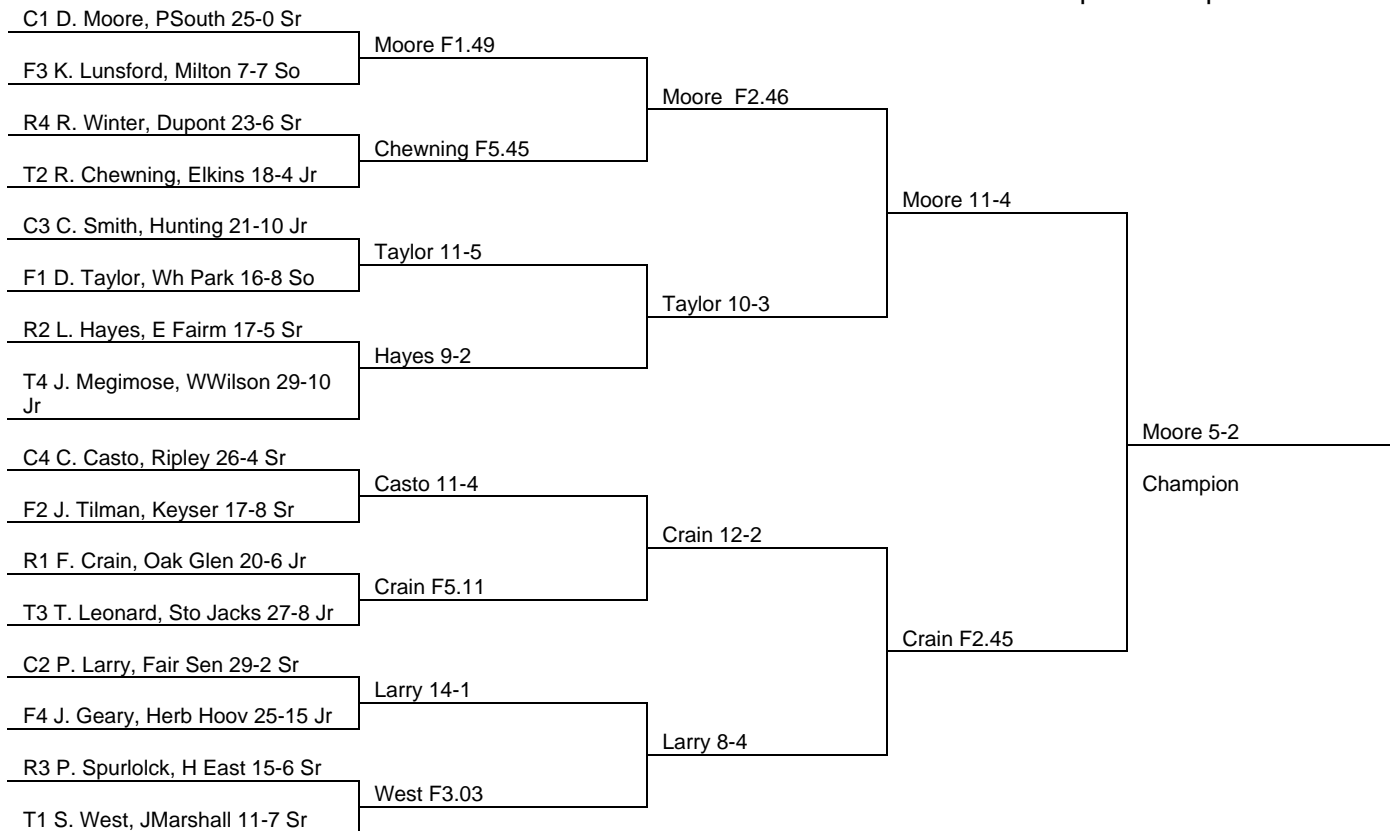 C1 D. Moore, PSouth 25-0 Sr
Moore F1.49
F3 K. Lunsford, Milton 7-7 So
Moore  F2.46
R4 R. Winter, Dupont 23-6 Sr
Chewning F5.45
T2 R. Chewning, Elkins 18-4 Jr
Moore 11-4
C3 C. Smith, Hunting 21-10 Jr
Taylor 11-5
F1 D. Taylor, Wh Park 16-8 So
Taylor 10-3
R2 L. Hayes, E Fairm 17-5 Sr
Hayes 9-2
T4 J. Megimose, WWilson 29-10
Jr
Moore 5-2
C4 C. Casto, Ripley 26-4 Sr
Casto 11-4
Champion
F2 J. Tilman, Keyser 17-8 Sr
Crain 12-2
R1 F. Crain, Oak Glen 20-6 Jr
Crain F5.11
T3 T. Leonard, Sto Jacks 27-8 Jr
Crain F2.45
C2 P. Larry, Fair Sen 29-2 Sr
Larry 14-1
F4 J. Geary, Herb Hoov 25-15 Jr
Larry 8-4
R3 P. Spurlolck, H East 15-6 Sr
West F3.03
T1 S. West, JMarshall 11-7 Sr